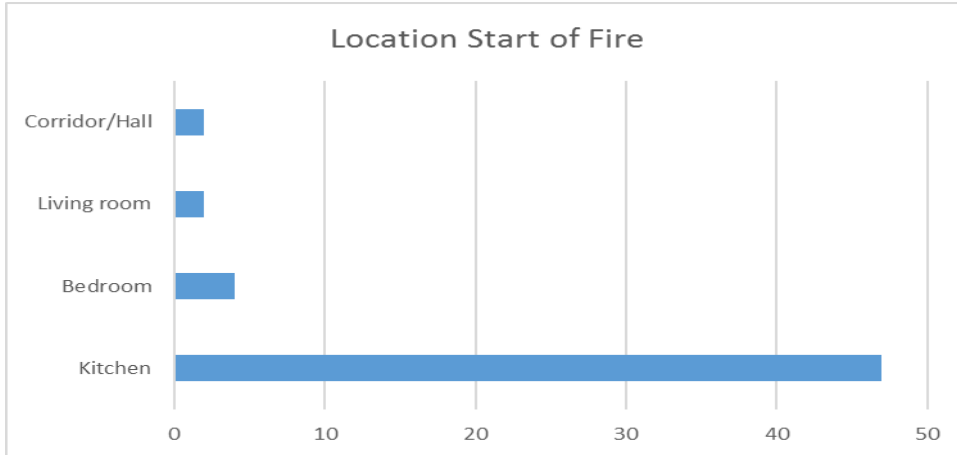 Location Start of Fire
Corridor/Hall
Living room
Bedroom
Kitchen
0 10 20 30 40 50